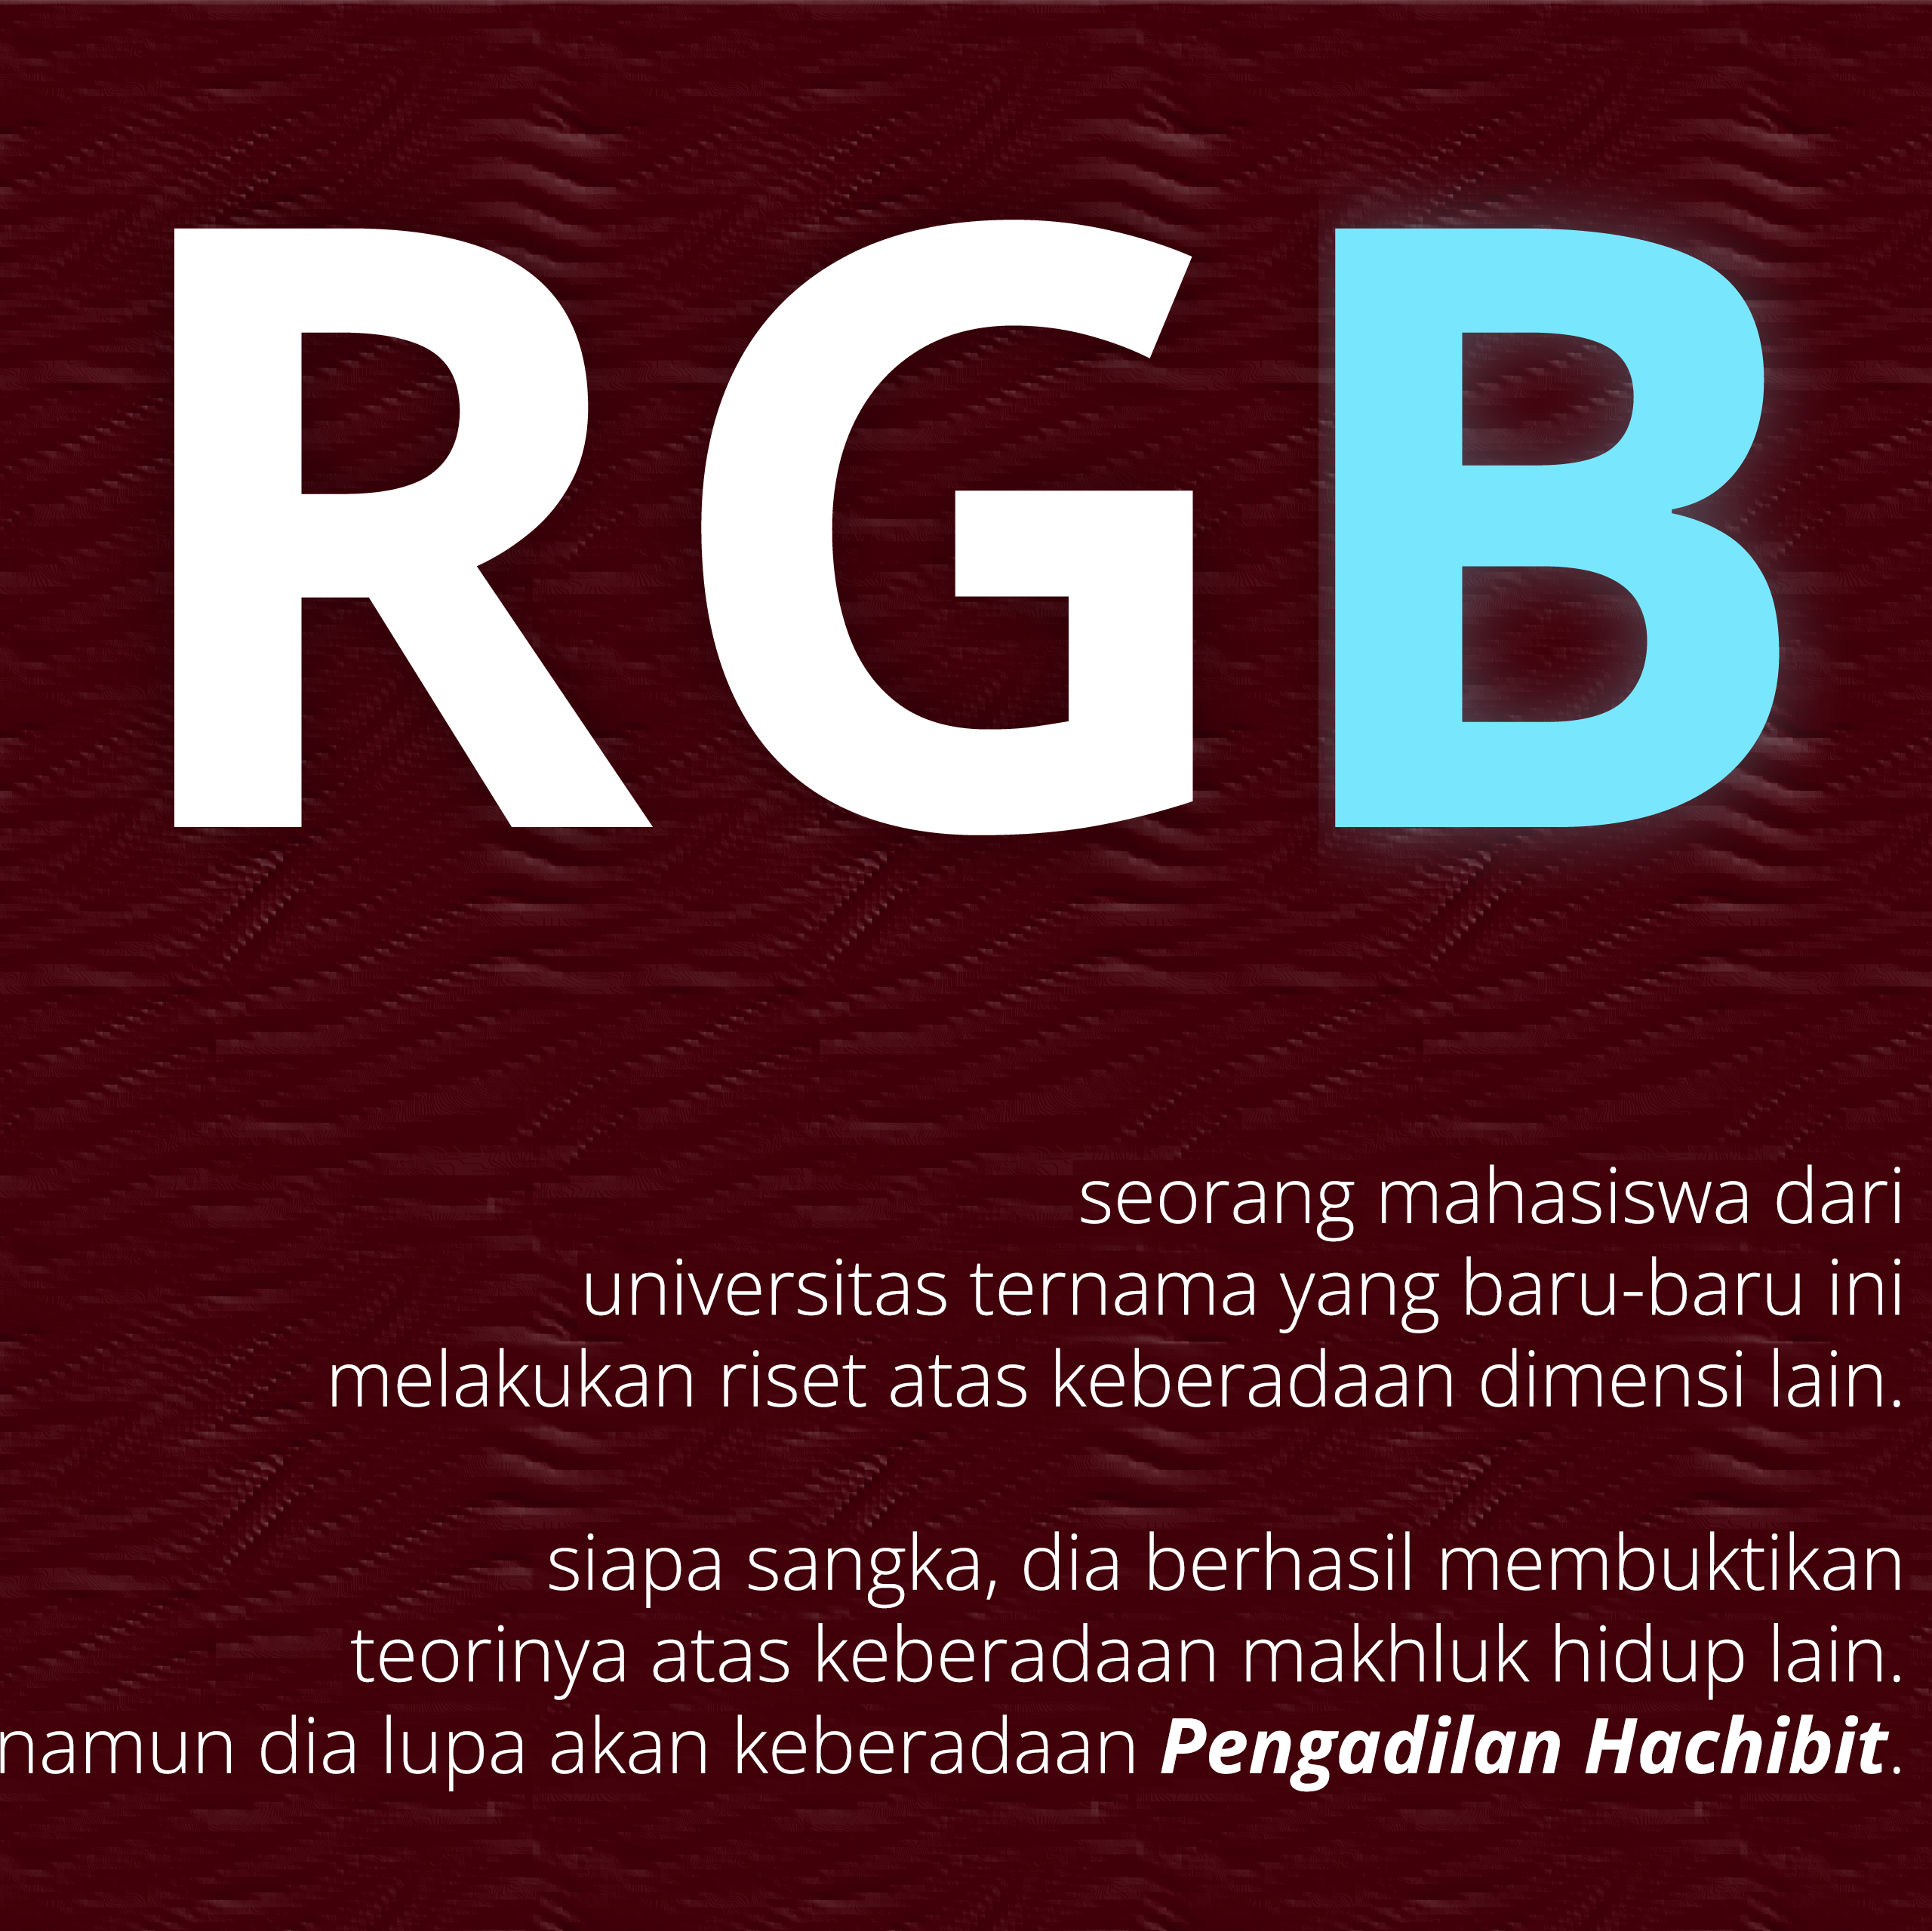 RGB
seorang mahasiswa dari
universitas ternama yang baru-baru ini
melakukan riset atas keberadaan dimensi lain.
siapa sangka, dia berhasil membuktikan
teorinya atas keberadaan makhluk hidup lain.
namun dia lupa akan keberadaan Pengadilan Hachibit.